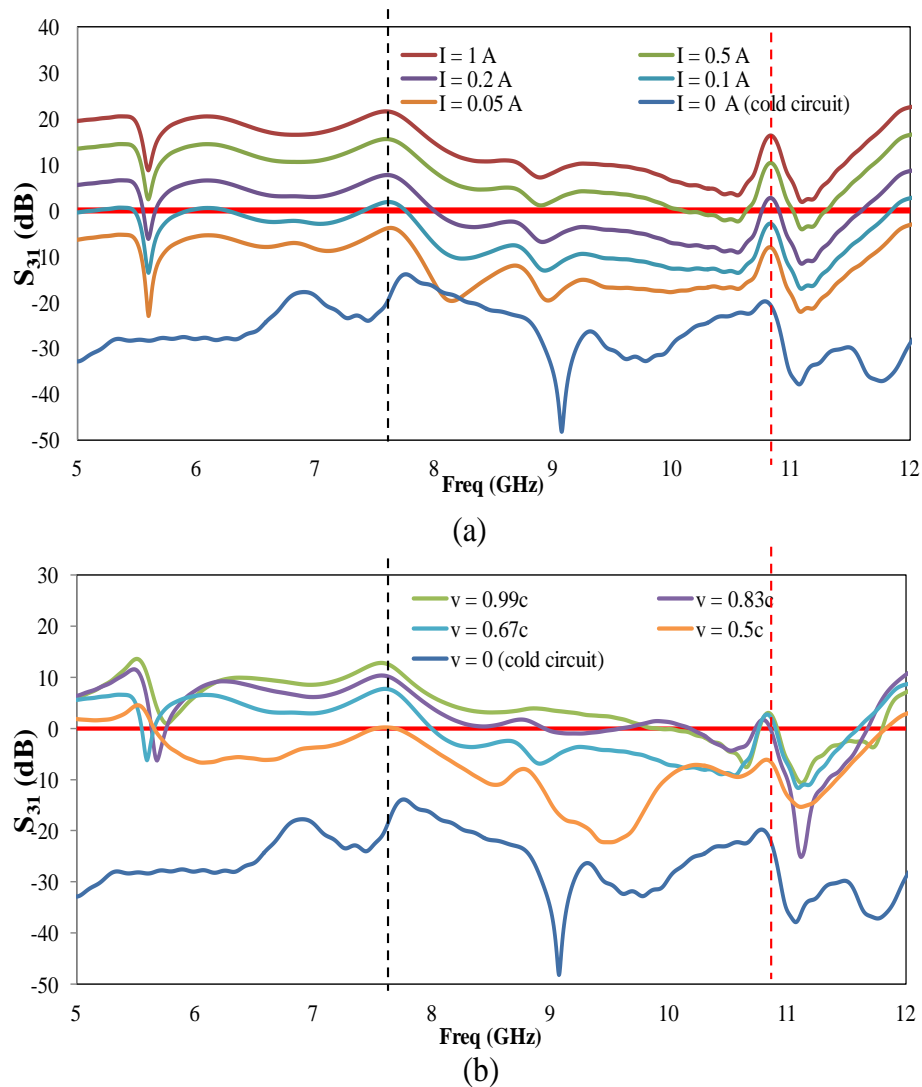 40
30
20
10
0
-10
-20
-30
-40
-50
S31 (dB)
I = 1 A
I = 0.5 A
I = 0.2 A
I = 0.1 A
I = 0.05 A
I = 0 A (cold circuit)
5 6 7 8 9 10 11 12
Freq (GHz)
(a)
30
20
10
0
-10
-20
-30
-40
-50
S31 (dB)
v = 0.99c
v = 0.83c
v = 0.67c
v = 0.5c
v = 0 (cold circuit)
5 6 7 8 9 10 11 12
Freq (GHz)
(b)